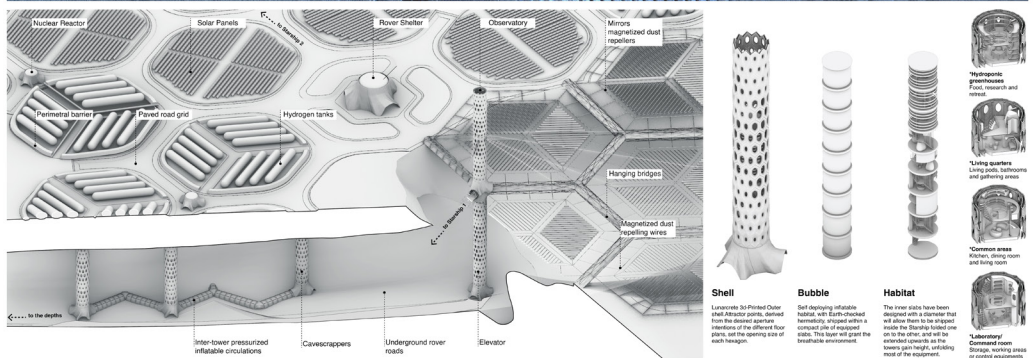 Nuclear Reactor
Solar Panels
to Starship 2
Rover Shelter
Observatory
Mirrors
magnetized dust
repellers
Perimetral barrier
Paved road grid
Hydrogen tanks
Hanging bridges
to Starship 1
Magnetized dust
repelling wires
to the depths
Inter-tower pressurized
inflatable circulations
Cavescrappers
Underground rover
roads
Elevator
Shell
Lunarcrete 3d-Printed Outer
shell. Attractor points, derived
from the desired aperture
intentions of the different floor
plans, set the opening size of
each hexagon.
Bubble
Self deploying inflatable
habitat, with Earth-checked
hermeticity, shipped within a
compact pile of equipped
slabs. This layer will grant the
breathable environment.
Habitat
The inner slabs have been
designed with a diameter that
will allow them to be shipped
inside the Starship folded one
on to the other, and will be
extended upwards as the
towers gain height, unfolding
most of the equipment.
*Hydroponic
greenhouses
Food, research and
retreat.
*Living quarters
Living pods, bathrooms
and gathering areas
*Common areas
Kitchen, dining room
and living room
*Laboratory/
Command room
Storage, working areas
or control equipments